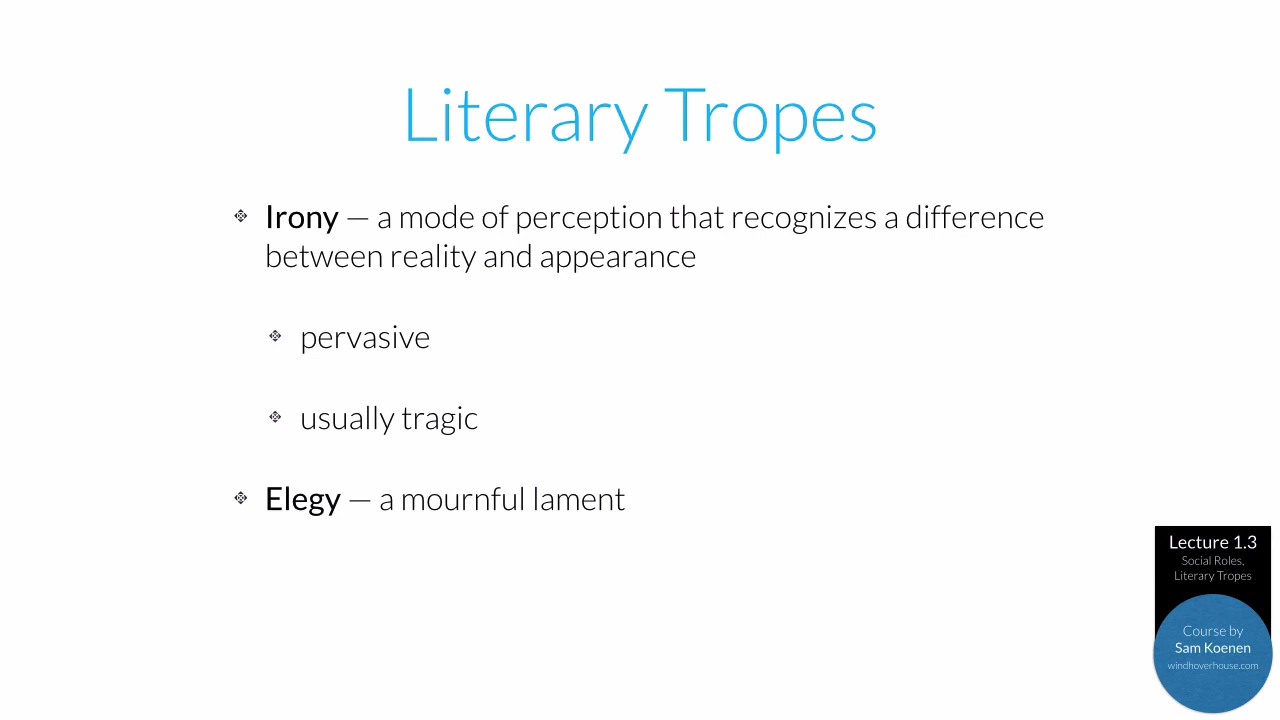 Literary Tropes
Irony — a mode of perception that recognizes a difference
between reality and appearance
pervasive
usually tragic
Elegy — a mournful lament
Lecture 1.3
Social Roles,
Literary Tropes
Course by
Sam Koenen
windhoverhouse.com